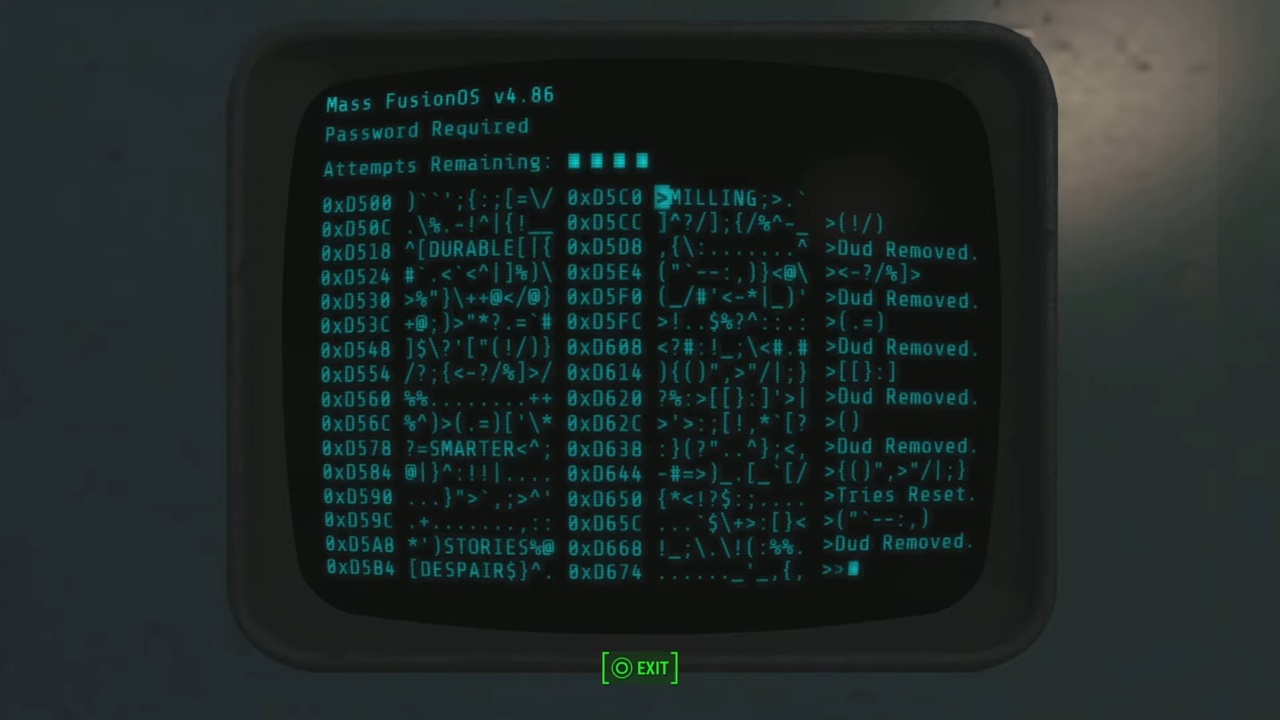 Mass FusionOS v4.86
Password Required
Attempts Remaining:
0xD500 )``';{:;[=\/ 0xD5C0 >MILLING;>.`
0xD50C .\%.-!^|{!__ 0xD5CC ]^?/];{/%^-_ >(!/)
0xD518 ^[DURABLE[|{ 0xD5D8 ,{\:.......^ >Dud Removed.
0xD524 #`.<`<^|]%)\ 0xD5E4 ("`--:,)}<@\ ><-?/%]>
0xD530 >%"}\++@</@} 0xD5F0 (_/#'<-*|_)' >Dud Removed.
0xD53C +@;)>"*?.=`# 0xD5FC >!..$%?^::.: >(.=)
0xD548 ]$\?'["(!/)} 0xD608 <?#:!_;\<#.# >Dud Removed.
0xD554 /?;{<-?/%]>/ 0xD614 ){()",>"/|;} >[[}:]
0xD560 %%........++ 0xD620 ?%:>[[}:]'>| >Dud Removed.
0xD56C %^)>(.=)['\* 0xD62C >'>:;[!,*`[? >()
0xD578 ?=SMARTER<^; 0xD638 :}(?"..^};<, >Dud Removed.
0xD584 @|}^:!!|.... 0xD644 -#=>)_.[_`[/ >{()",>"/|;}
0xD590 ...}">`,;>^' 0xD650 {*<!?$:;.... >Tries Reset.
0xD59C .+.......,:: 0xD65C ...`$\+>:[}< >("`--:,)
0xD5A8 *')STORIES%@ 0xD668 !_;\.\!(:%%. >Dud Removed.
0xD5B4 [DESPAIR$}^. 0xD674 ......_'_,{, >>
EXIT